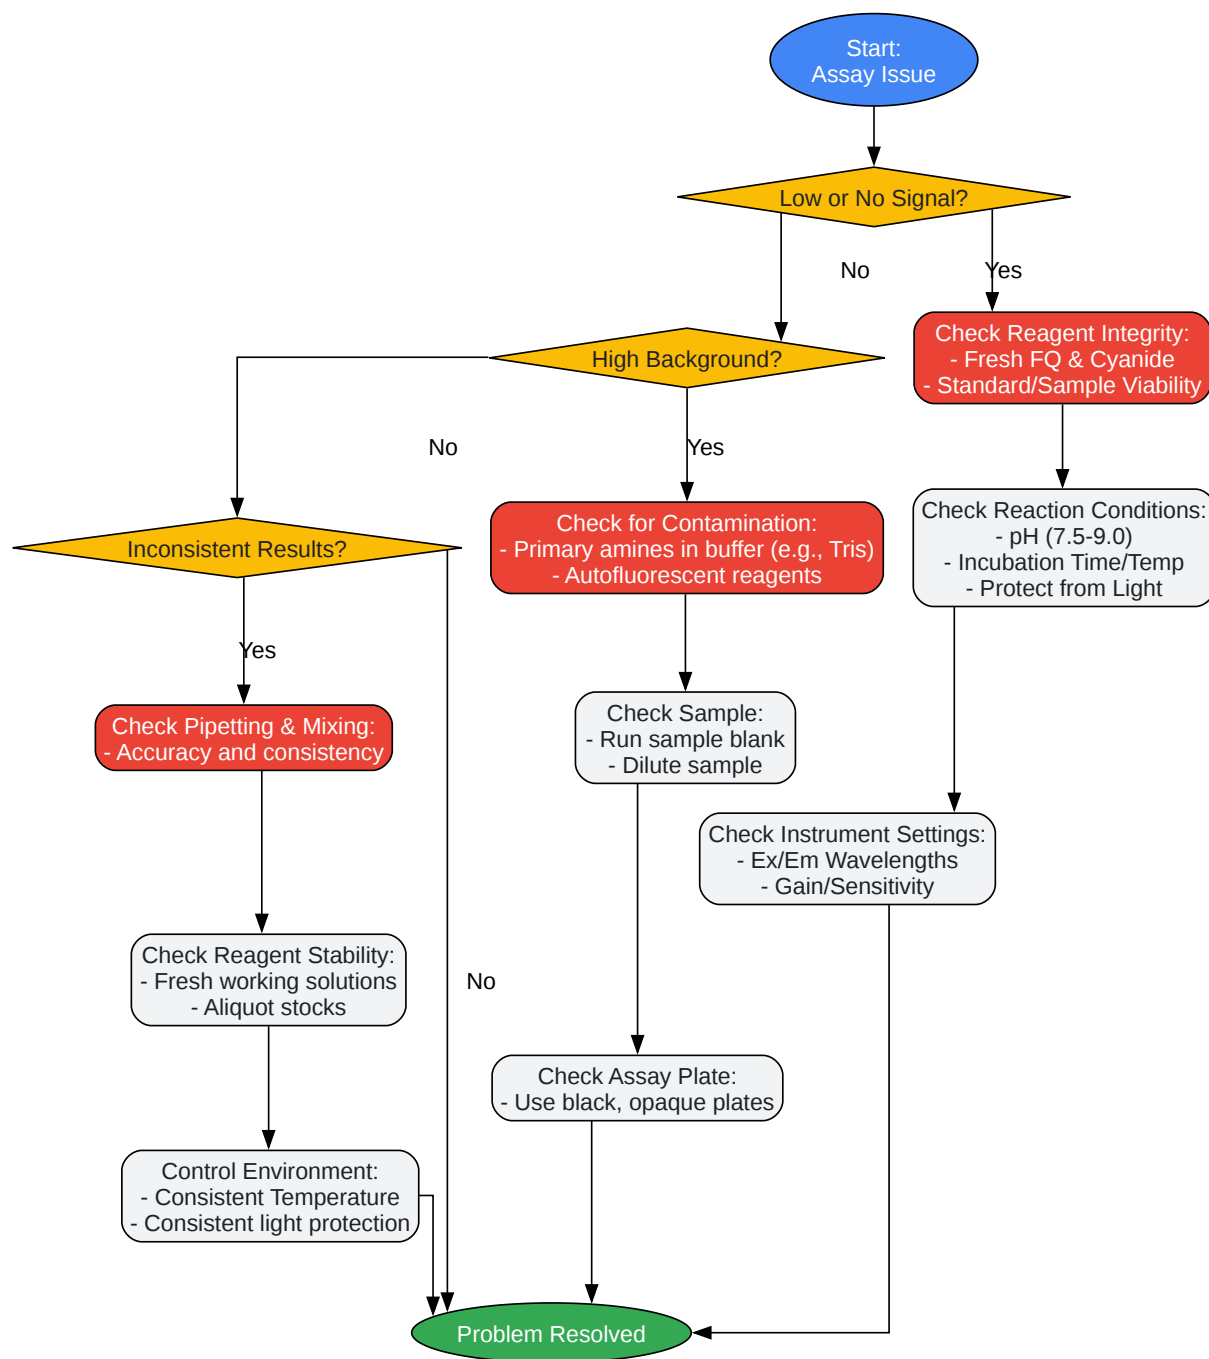 Start:
Assay Issue
Low or No Signal?
No
Yes
High Background?
Check Reagent Integrity:
- Fresh FQ & Cyanide
- Standard/Sample Viability
No
Yes
Inconsistent Results?
Check for Contamination:
- Primary amines in buffer (e.g., Tris)
- Autofluorescent reagents
Check Reaction Conditions:
- pH (7.5-9.0)
- Incubation Time/Temp
- Protect from Light
Yes
Check Pipetting & Mixing:
- Accuracy and consistency
Check Sample:
- Run sample blank
- Dilute sample
Check Instrument Settings:
- Ex/Em Wavelengths
- Gain/Sensitivity
Check Reagent Stability:
- Fresh working solutions
- Aliquot stocks
No
Check Assay Plate:
- Use black, opaque plates
Control Environment:
- Consistent Temperature
- Consistent light protection
Problem Resolved